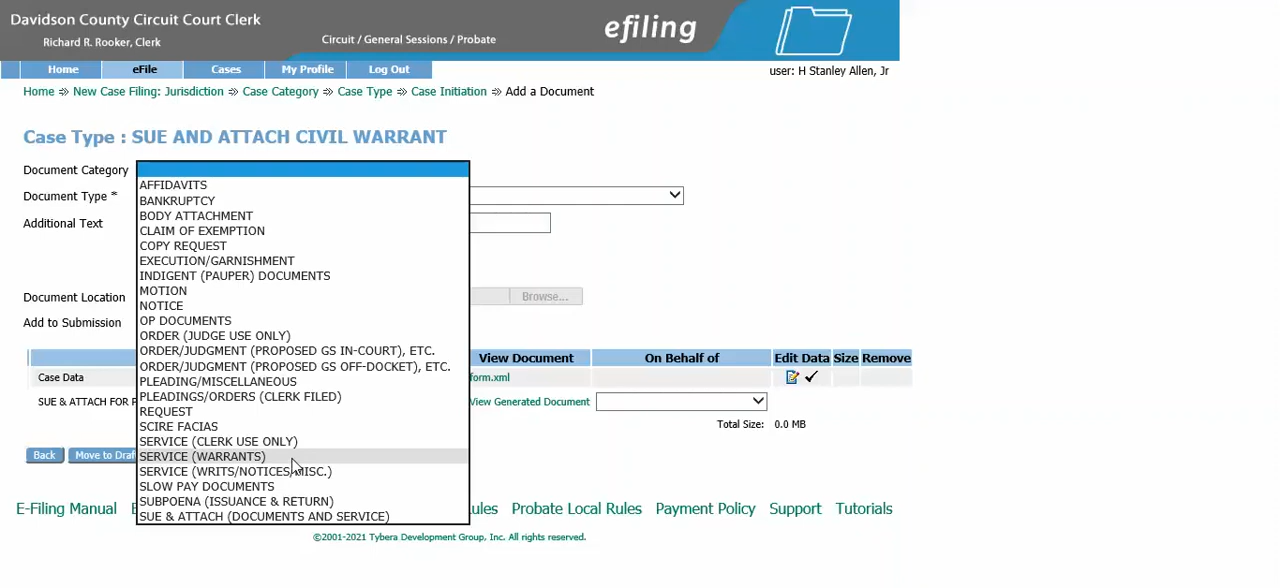 Davidson County Circuit Court Clerk
Richard R. Rooker, Clerk
Circuit / General Sessions / Probate
efiling
Home eFile Cases My Profile Log Out
user: H Stanley Allen, Jr
Home ⇒ New Case Filing: Jurisdiction ⇒ Case Category ⇒ Case Type ⇒ Case Initiation ⇒ Add a Document
Case Type : SUE AND ATTACH CIVIL WARRANT
Document Category
Document Type *
Additional Text
AFFIDAVITS
BANKRUPTCY
BODY ATTACHMENT
CLAIM OF EXEMPTION
COPY REQUEST
EXECUTION/GARNISHMENT
INDIGENT (PAUPER) DOCUMENTS
MOTION
NOTICE
OP DOCUMENTS
ORDER (JUDGE USE ONLY)
ORDER/JUDGMENT (PROPOSED GS IN-COURT), ETC.
ORDER/JUDGMENT (PROPOSED GS OFF-DOCKET), ETC.
PLEADING/MISCELLANEOUS
PLEADINGS/ORDERS (CLERK FILED)
REQUEST
SCIRE FACIAS
SERVICE (CLERK USE ONLY)
SERVICE (WARRANTS)
SERVICE (WRITS/NOTICES/MISC.)
SLOW PAY DOCUMENTS
SUBPOENA (ISSUANCE & RETURN)
SUE & ATTACH (DOCUMENTS AND SERVICE)
Document Location Browse...
Add to Submission
View Document On Behalf of Edit Data Size Remove
Case Data form.xml
SUE & ATTACH FOR View Generated Document
Total Size: 0.0 MB
Back Move to Draf
E-Filing Manual ules Probate Local Rules Payment Policy Support Tutorials
©2001-2021 Tybera Development Group, Inc. All rights reserved.